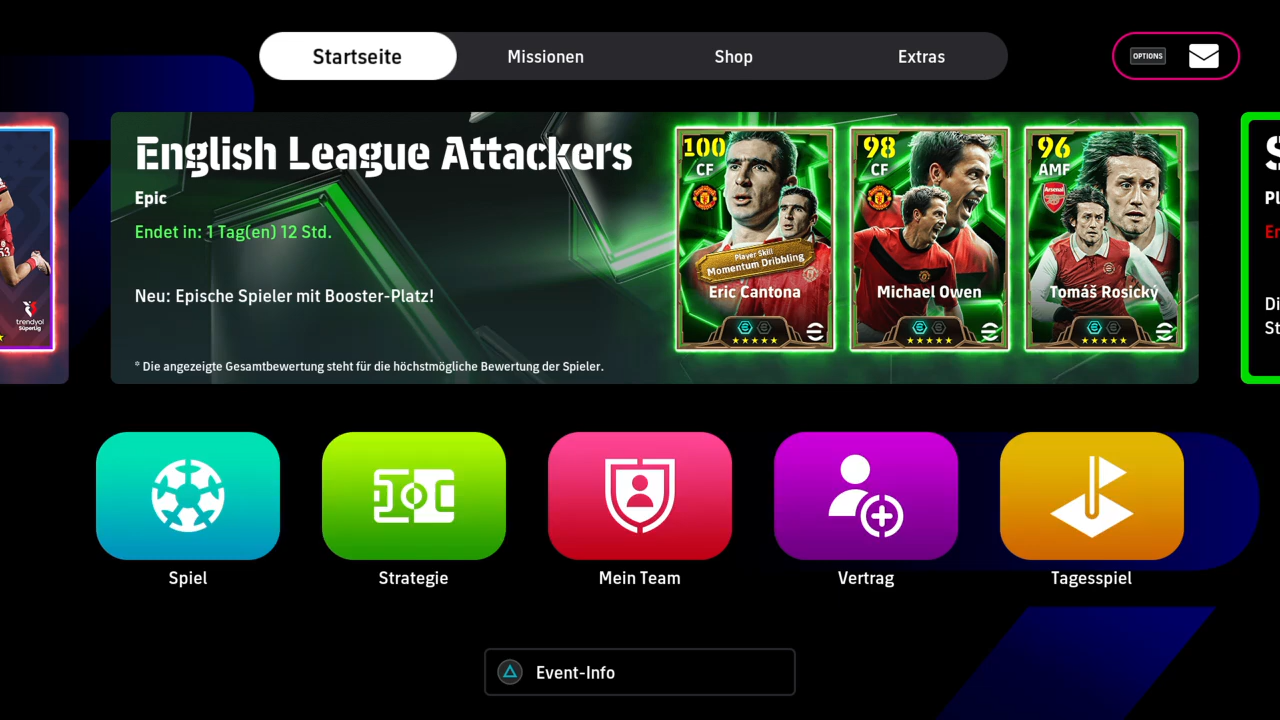 Startseite
Missionen
Shop
Extras
OPTIONS
English League Attackers
Epic
Endet in: 1 Tag(en) 12 Std.
Neu: Epische Spieler mit Booster-Platz!
* Die angezeigte Gesamtbewertung steht für die höchstmögliche Bewertung der Spieler.
100
CF
Player Skill
Momentum Dribbling
Eric Cantona
98
CF
Michael Owen
96
AMF
Arsenal
Tomáš Rosický
trendyol
SüperLig
Spiel
Strategie
Mein Team
Vertrag
Tagesspiel
Event-Info